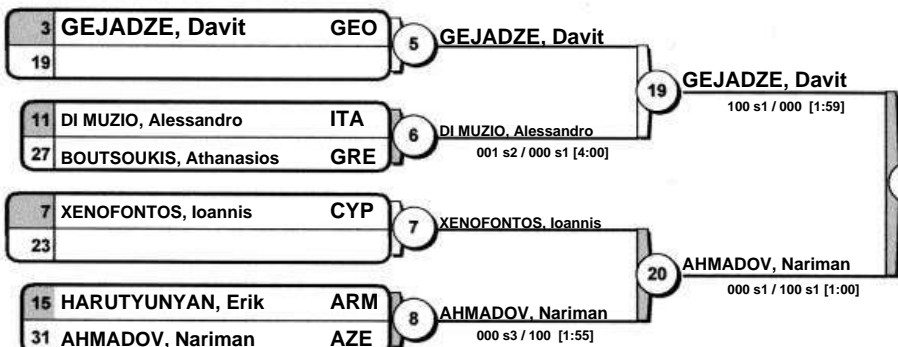 3 GEJADZE, Davit GEO
19
5
GEJADZE, Davit
11 DI MUZIO, Alessandro ITA
27 BOUTSOUKIS, Athanasios GRE
6
DI MUZIO, Alessandro
001 s2 / 000 s1 [4:00]
19
GEJADZE, Davit
100 s1 / 000 [1:59]
7 XENOFONTOS, Ioannis CYP
23
7
XENOFONTOS, Ioannis
15 HARUTYUNYAN, Erik ARM
31 AHMADOV, Nariman AZE
8
AHMADOV, Nariman
000 s3 / 100 [1:55]
20
AHMADOV, Nariman
000 s1 / 100 s1 [1:00]